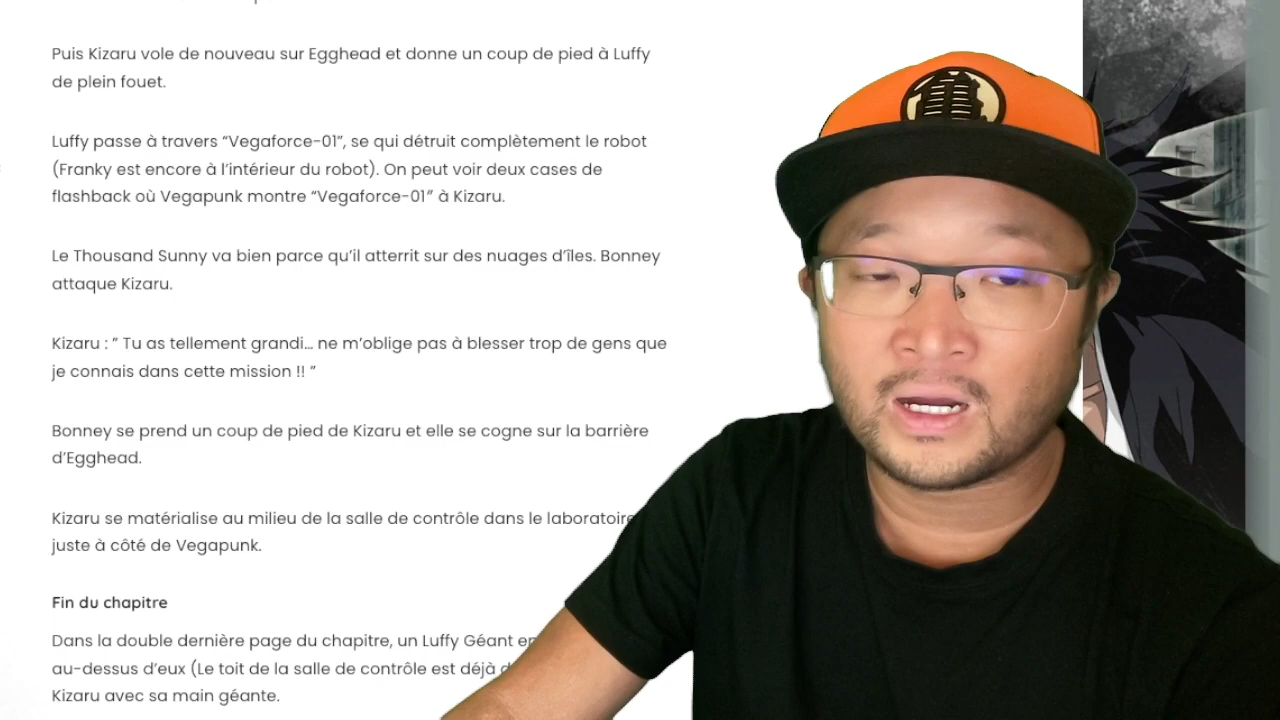 Puis Kizaru vole de nouveau sur Egghead et donne un coup de pied à Luffy
de plein fouet.
Luffy passe à travers “Vegaforce-01”, se qui détruit complètement le robot
(Franky est encore à l’intérieur du robot). On peut voir deux cases de
flashback où Vegapunk montre “Vegaforce-01” à Kizaru.
Le Thousand Sunny va bien parce qu’il atterrit sur des nuages d’îles. Bonney
attaque Kizaru.
Kizaru : ” Tu as tellement grandi… ne m’oblige pas à blesser trop de gens que
je connais dans cette mission !! ”
Bonney se prend un coup de pied de Kizaru et elle se cogne sur la barrière
d’Egghead.
Kizaru se matérialise au milieu de la salle de contrôle dans le laboratoire
juste à côté de Vegapunk.
Fin du chapitre
Dans la double dernière page du chapitre, un Luffy Géant
au-dessus d’eux (Le toit de la salle de contrôle est déjà
Kizaru avec sa main géante.
亀